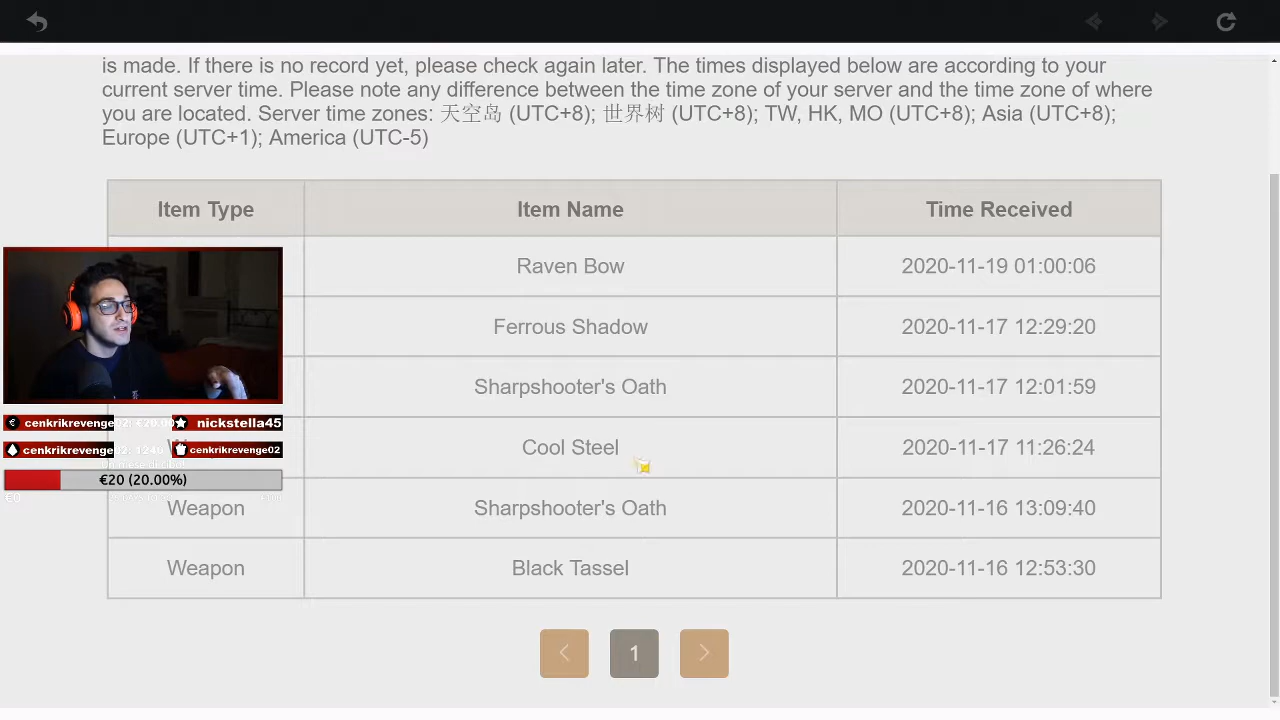 is made. If there is no record yet, please check again later. The times displayed below are according to your
current server time. Please note any difference between the time zone of your server and the time zone of where
you are located. Server time zones: 天空岛 (UTC+8); 世界树 (UTC+8); TW, HK, MO (UTC+8); Asia (UTC+8);
Europe (UTC+1); America (UTC-5)
Item Type Item Name Time Received
Raven Bow 2020-11-19 01:00:06
Ferrous Shadow 2020-11-17 12:29:20
Sharpshooter's Oath 2020-11-17 12:01:59
Cool Steel 2020-11-17 11:26:24
Weapon Sharpshooter's Oath 2020-11-16 13:09:40
Weapon Black Tassel 2020-11-16 12:53:30
cenkrikrevenge02: €20.00 nickstella45
cenkrikrevenge02: 1240 cenkrikrevenge02
€20 (20.00%)
€0
1